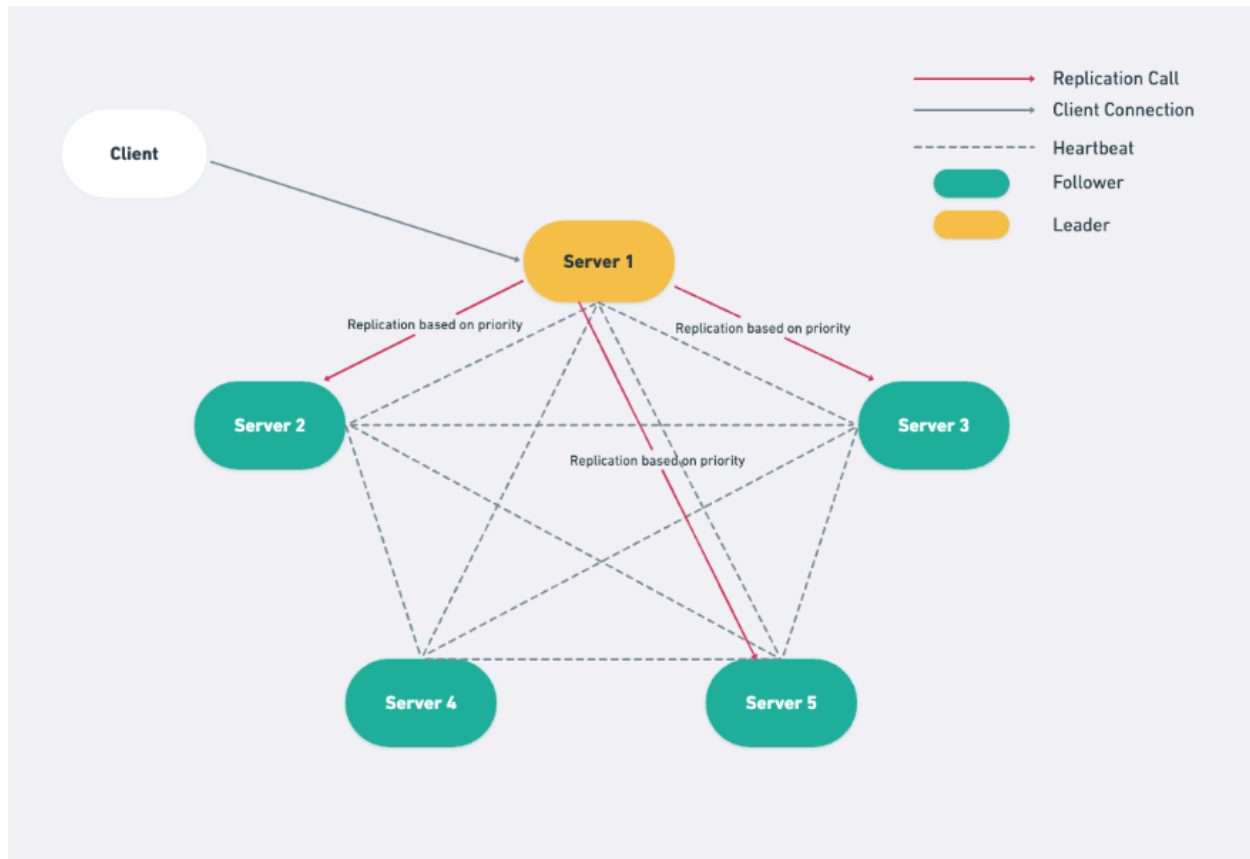 Replication Call
Client Connection
Heartbeat
Follower
Leader
Client
Server 1
Replication based on priority
Replication based on priority
Server 2
Server 3
Replication based on priority
Server 4
Server 5